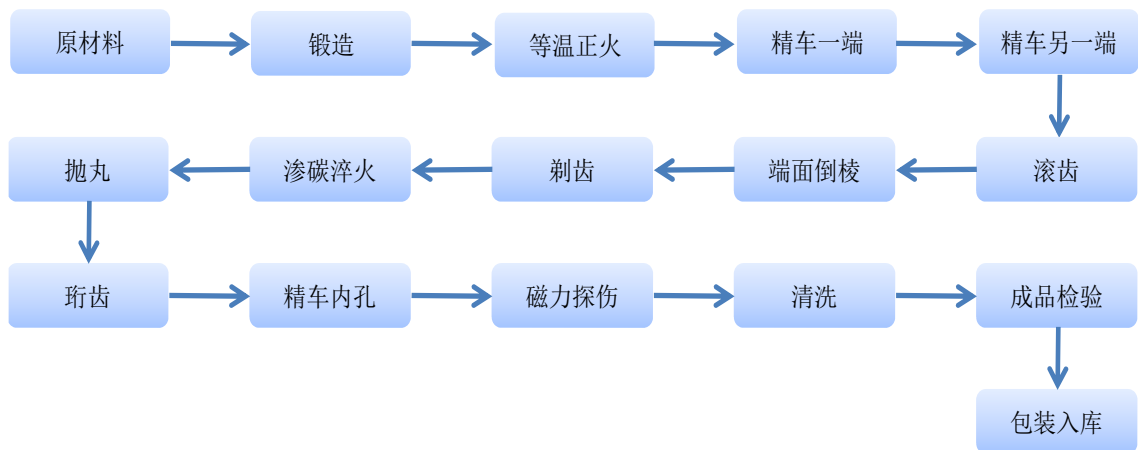 原材料
锻造
等温正火
精车一端
精车另一端
滚齿
端面倒棱
剃齿
渗碳淬火
抛丸
珩齿
精车内孔
磁力探伤
清洗
成品检验
包装入库